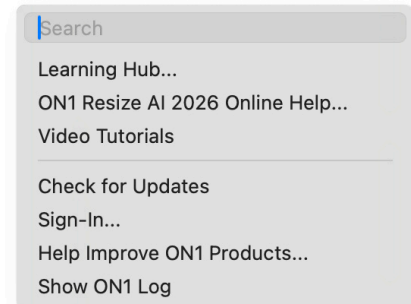 Search
Learning Hub...
ON1 Resize AI 2026 Online Help...
Video Tutorials
Check for Updates
Sign-In...
Help Improve ON1 Products...
Show ON1 Log